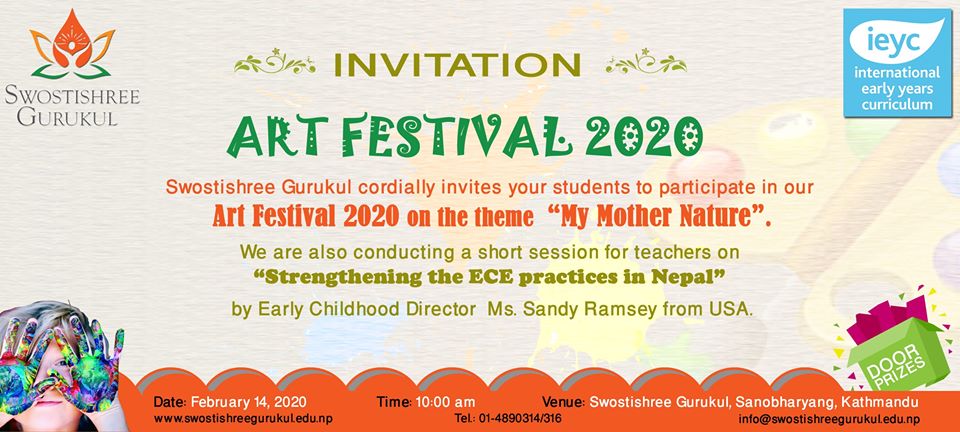 SWOSTISHREE
GURUKUL
INVITATION
ieyc
international
early years
curriculum
ART FESTIVAL 2020
Swostishree Gurukul cordially invites your students to participate in our
Art Festival 2020 on the theme “My Mother Nature”.
We are also conducting a short session for teachers on
“Strengthening the ECE practices in Nepal”
by Early Childhood Director Ms. Sandy Ramsey from USA.
DOOR
PRIZES
Date: February 14, 2020 Time: 10:00 am Venue: Swostishree Gurukul, Sanobharyang, Kathmandu
www.swostishreegurukul.edu.np Tel.: 01-4890314/316 info@swostishreegurukul.edu.np